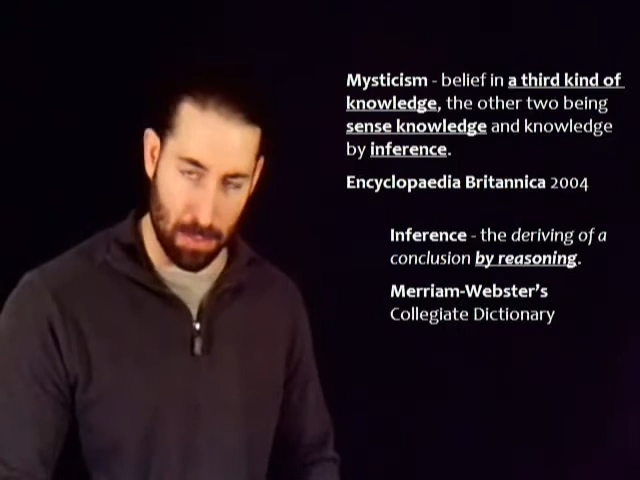 Mysticism - belief in a third kind of
knowledge, the other two being
sense knowledge and knowledge
by inference.
Encyclopaedia Britannica 2004
Inference - the deriving of a
conclusion by reasoning.
Merriam-Webster's
Collegiate Dictionary